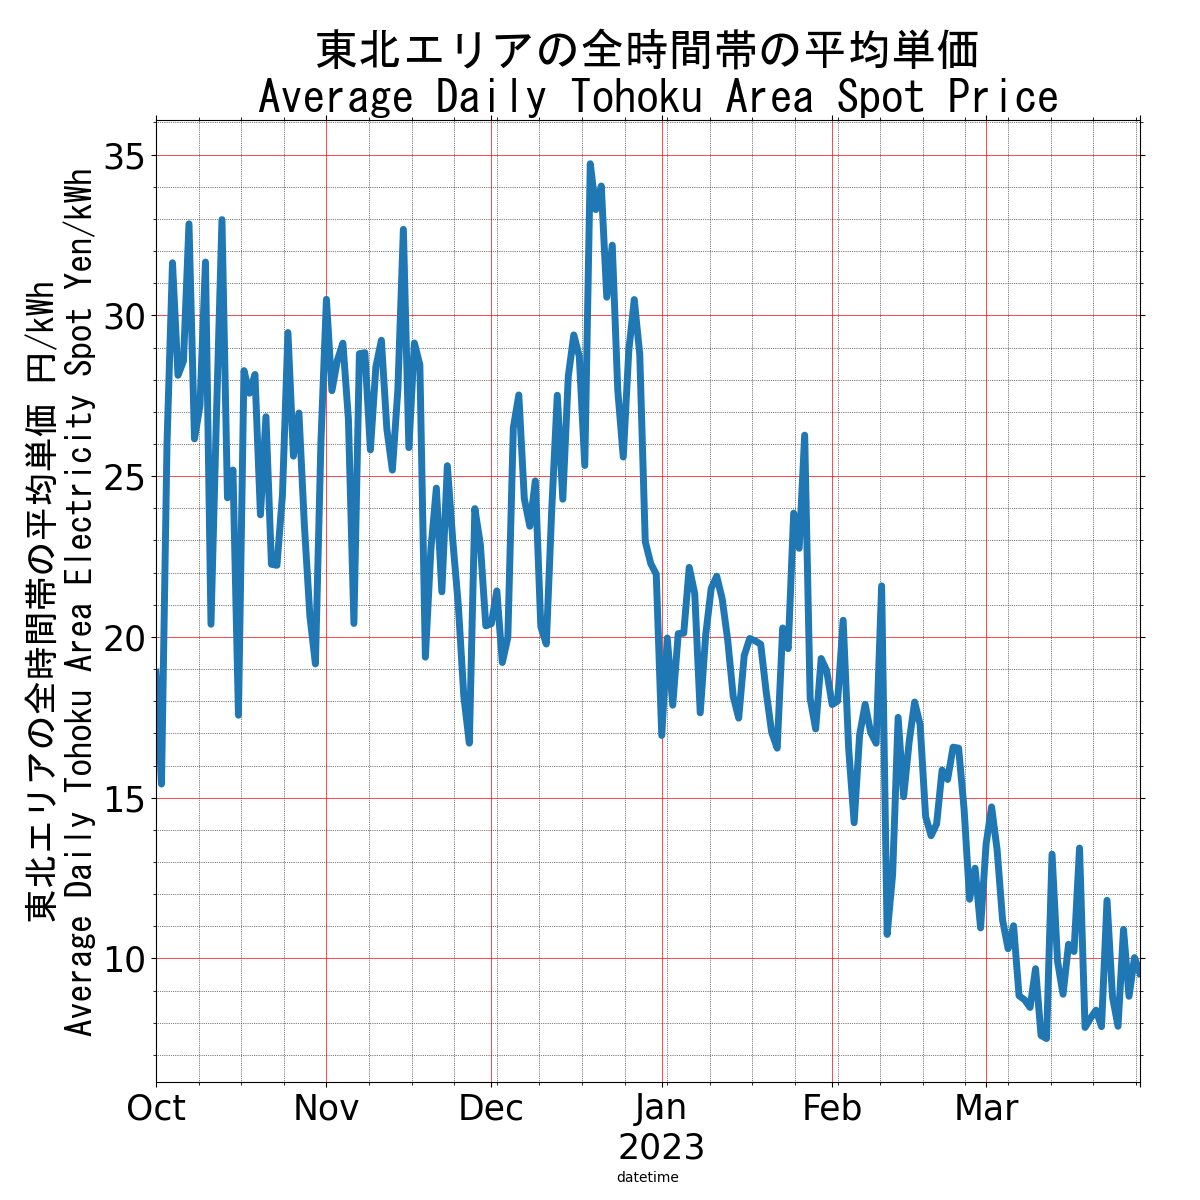 東北エリアの全時間帯の平均単価
Average Daily Tohoku Area Spot Price
東北エリアの全時間帯の平均単価 円/kWh
Average Daily Tohoku Area Electricity Spot Yen/kWh
35
30
25
20
15
10
Oct Nov Dec Jan Feb Mar
2023
datetime